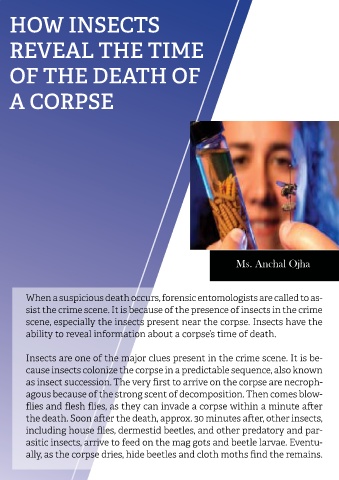 HOW INSECTS
REVEAL THE TIME
OF THE DEATH OF
A CORPSE
Ms. Anchal Ojha
When a suspicious death occurs, forensic entomologists are called to as-
sist the crime scene. It is because of the presence of insects in the crime
scene, especially the insects present near the corpse. Insects have the
ability to reveal information about a corpse's time of death.
Insects are one of the major clues present in the crime scene. It is be-
cause insects colonize the corpse in a predictable sequence, also known
as insect succession. The very first to arrive on the corpse are necroph-
agous because of the strong scent of decomposition. Then comes blow-
flies and flesh flies, as they can invade a corpse within a minute after
the death. Soon after the death, approx. 30 minutes after, other insects,
including house flies, dermestid beetles, and other predatory and par-
asitic insects, arrive to feed on the mag gots and beetle larvae. Eventu-
ally, as the corpse dries, hide beetles and cloth moths find the remains.